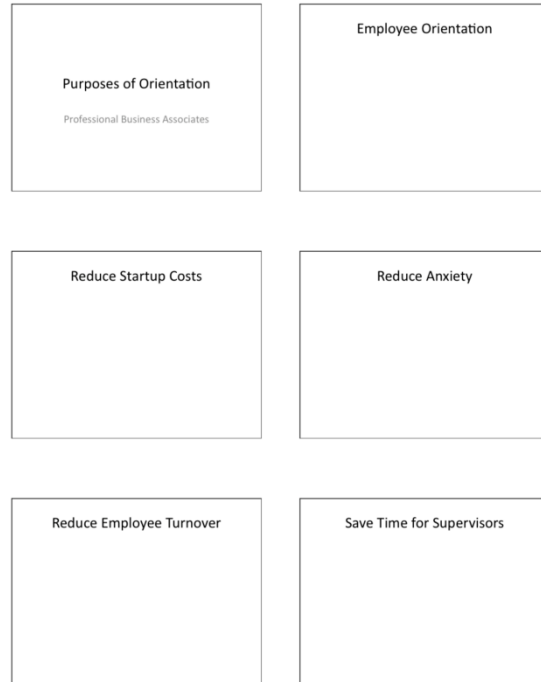 Purposes of Orientation
Professional Business Associates
Employee Orientation
Reduce Startup Costs
Reduce Anxiety
Reduce Employee Turnover
Save Time for Supervisors